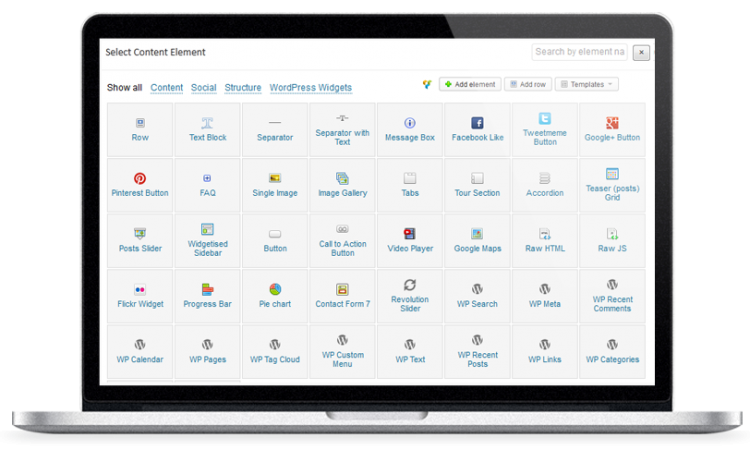 Select Content Element
Search by element na
×
Show all Content Social Structure WordPress Widgets
Add element
Add row
Templates
Row
Text Block
Separator
Separator with
Text
Message Box
Facebook Like
Tweetmeme
Button
Google+ Button
Pinterest Button
FAQ
Single Image
Image Gallery
Tabs
Tour Section
Accordion
Teaser (posts)
Grid
Posts Slider
Widgetised
Sidebar
Button
Call to Action
Button
Video Player
Google Maps
Raw HTML
Raw JS
Flickr Widget
Progress Bar
Pie chart
Contact Form 7
Revolution
Slider
WP Search
WP Meta
WP Recent
Comments
WP Calendar
WP Pages
WP Tag Cloud
WP Custom
Menu
WP Text
WP Recent
Posts
WP Links
WP Categories